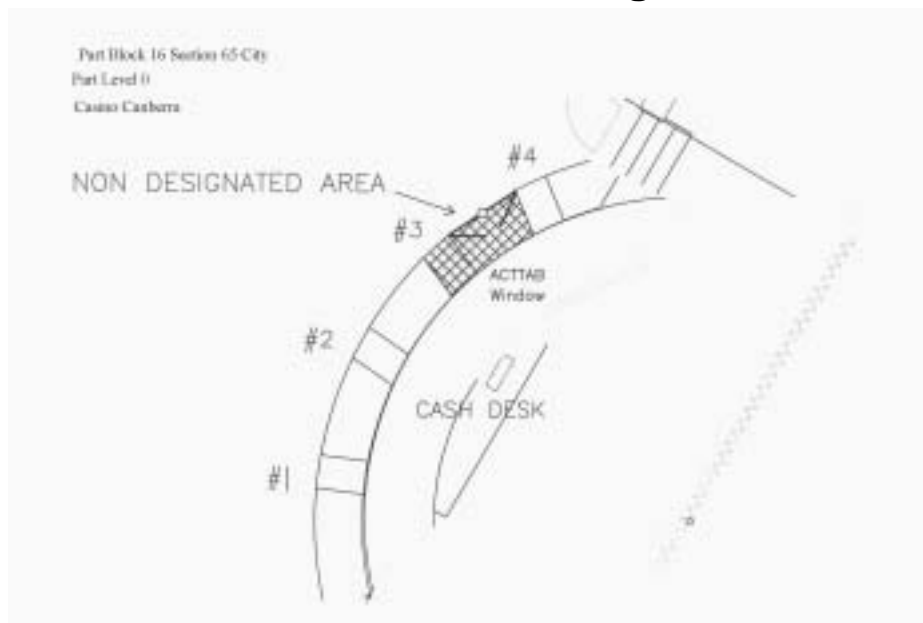 Part Block 16 Section 65 City
Part Level 0
Casino Canberra
#4
NON DESIGNATED AREA
#3
ACTTAB
Window
#2
CASH DESK
#1